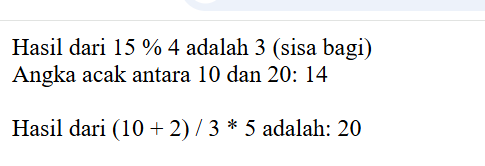 Hasil dari 15 % 4 adalah 3 (sisa bagi)
Angka acak antara 10 dan 20: 14
Hasil dari (10 + 2) / 3 * 5 adalah: 20